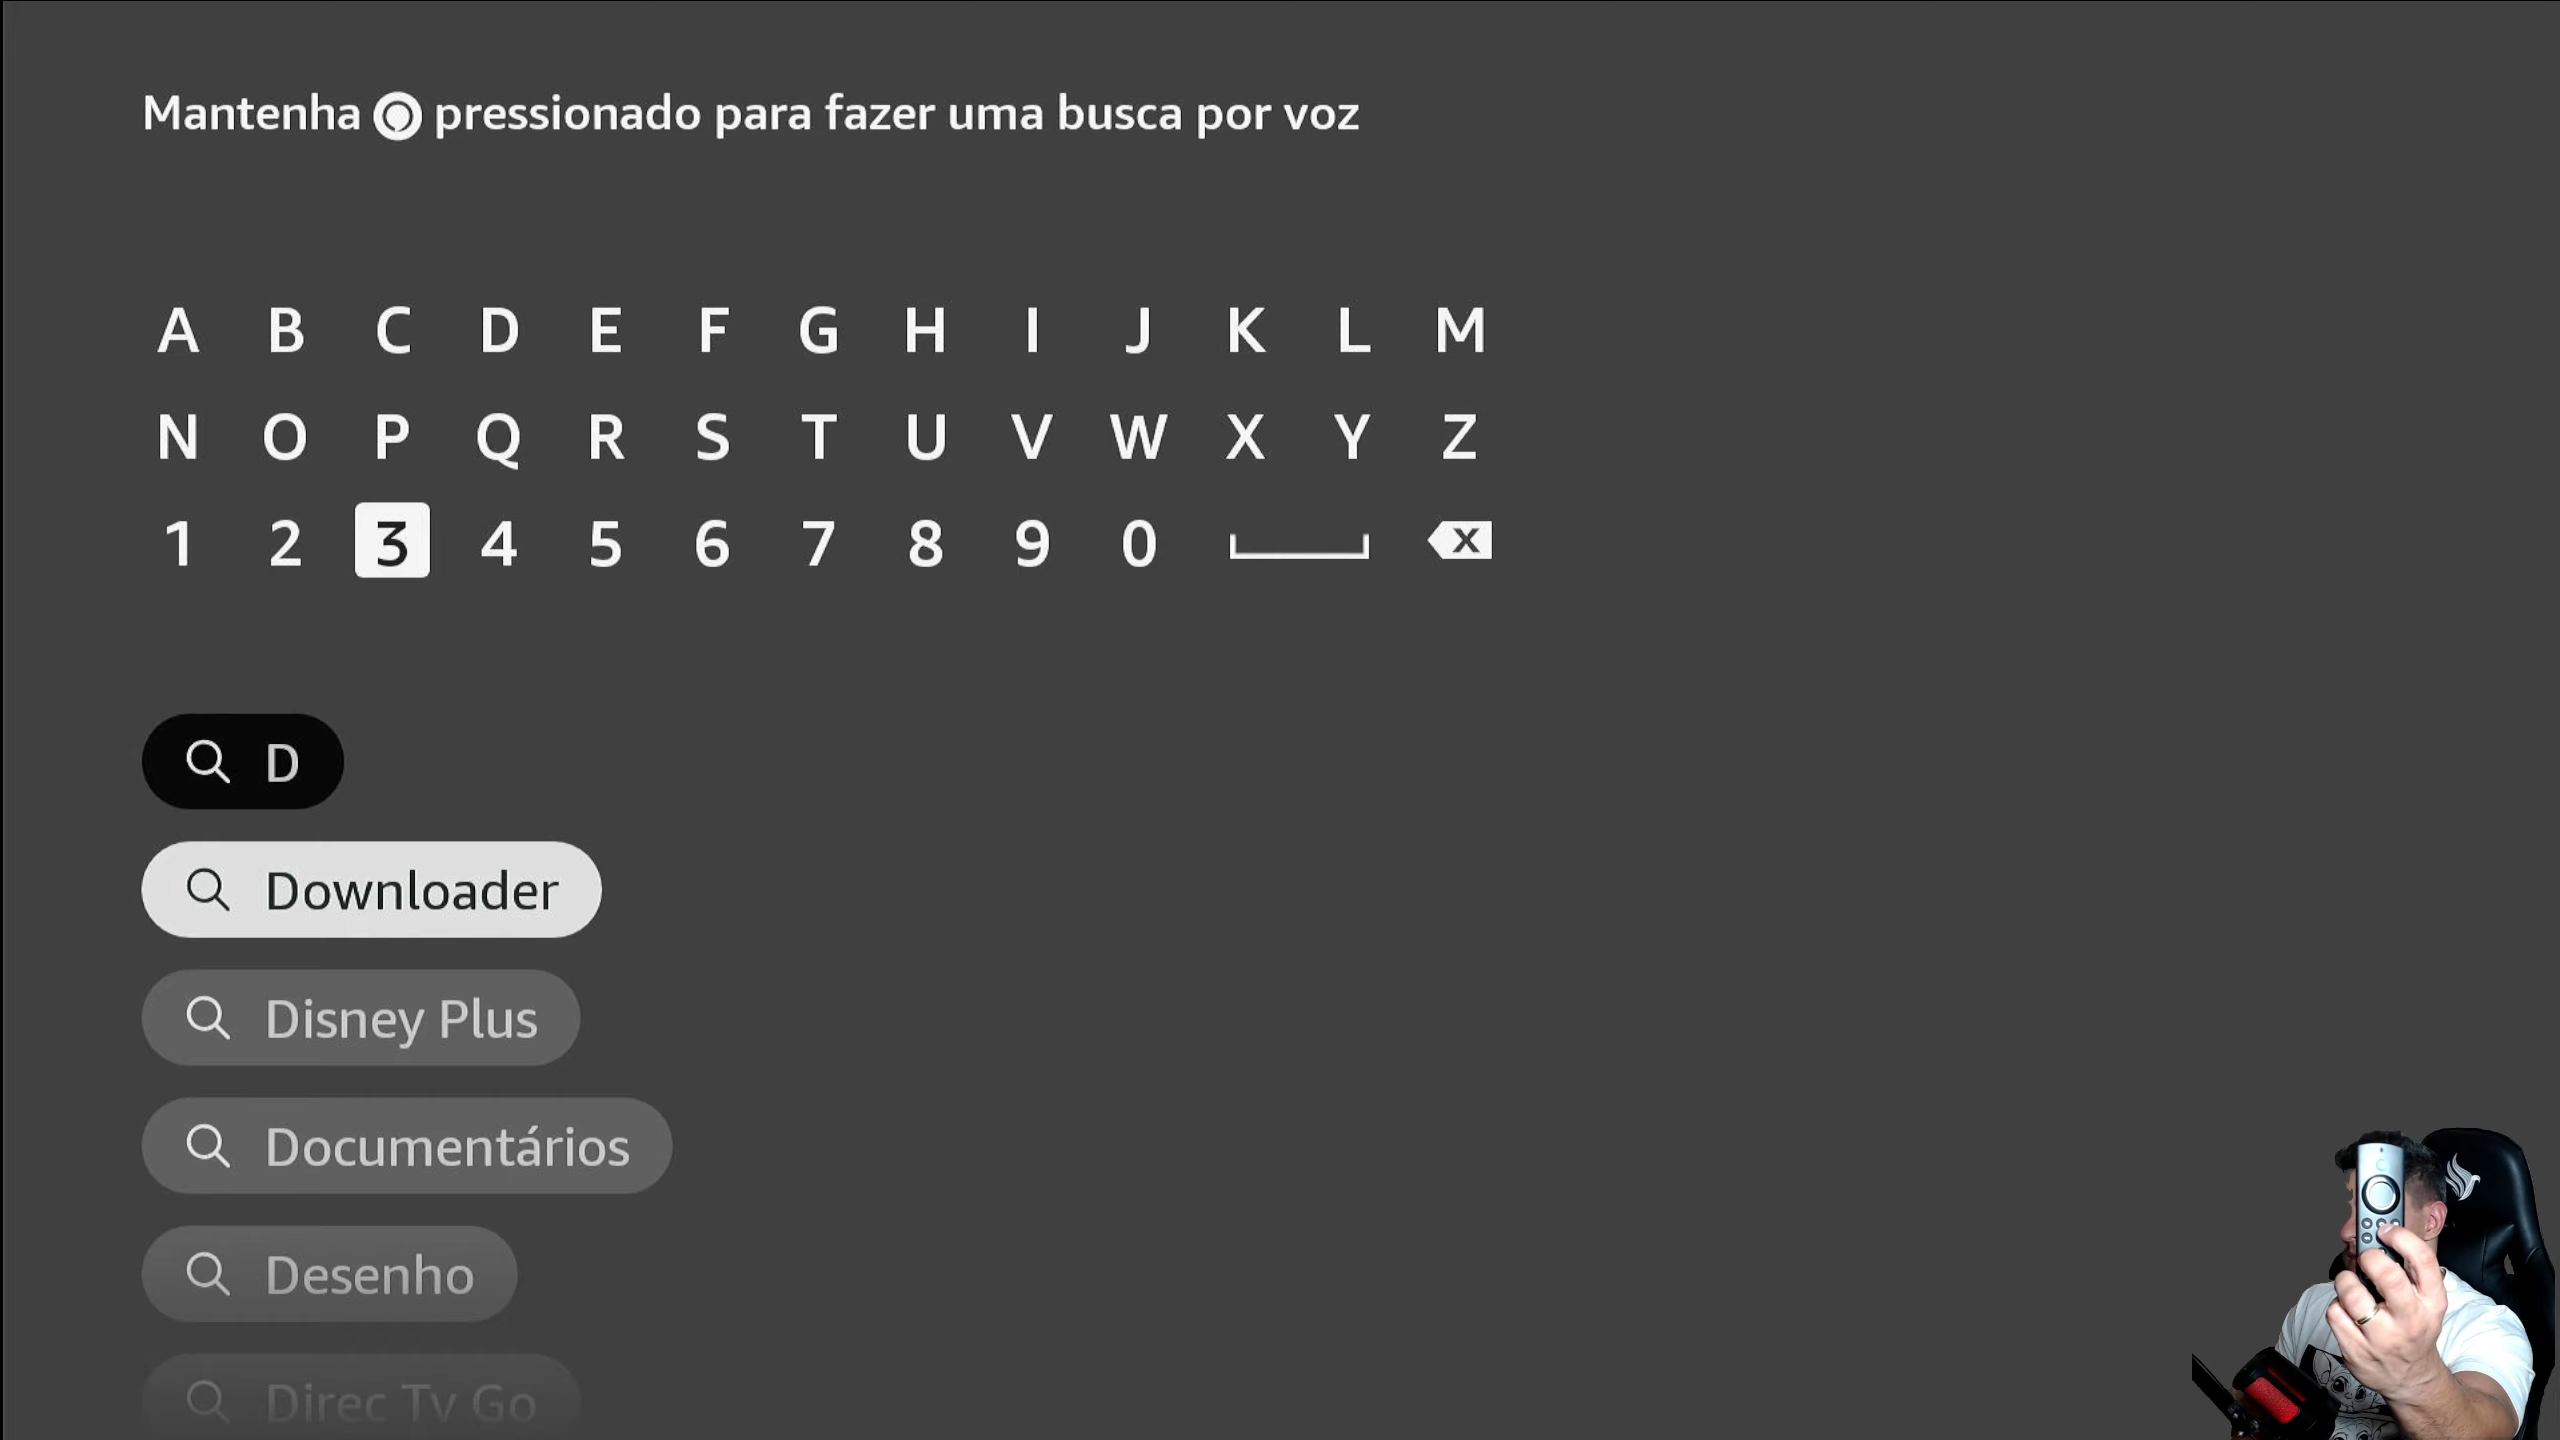 Mantenha pressionado para fazer uma busca por voz
A B C D E F G H I J K L M
N O P Q R S T U V W X Y Z
1 2 3 4 5 6 7 8 9 0
D
Downloader
Disney Plus
Documentários
Desenho
Direc Tv Go